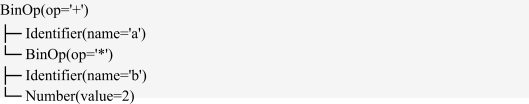 BinOp(op='+')
├─ Identifier(name='a')
└─ BinOp(op='*')
├─ Identifier(name='b')
└─ Number(value=2)